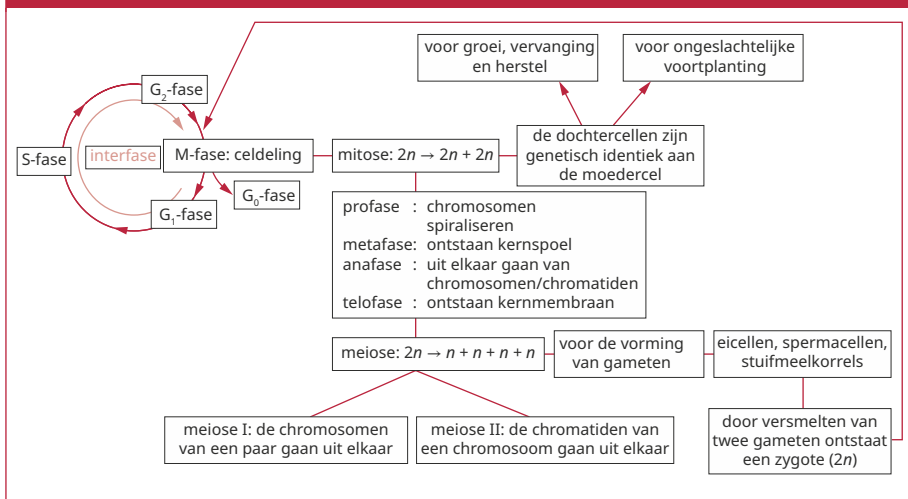 voor groei, vervanging
en herstel
voor ongeslachtelijke
voortplanting
G2-fase
S-fase
interfase
M-fase: celdeling
mitose: 2n → 2n + 2n
de dochtercellen zijn
genetisch identiek aan
de moedercel
G0-fase
G1-fase
profase : chromosomen
spiraliseren
metafase: ontstaan kernspoel
anafase : uit elkaar gaan van
chromosomen/chromatiden
telofase : ontstaan kernmembraan
meiose: 2n → n + n + n + n
voor de vorming
van gameten
eicellen, spermacellen,
stuifmeelkorrels
meiose I: de chromosomen
van een paar gaan uit elkaar
meiose II: de chromatiden van
een chromosoom gaan uit elkaar
door versmelten van
twee gameten ontstaat
een zygote (2n)